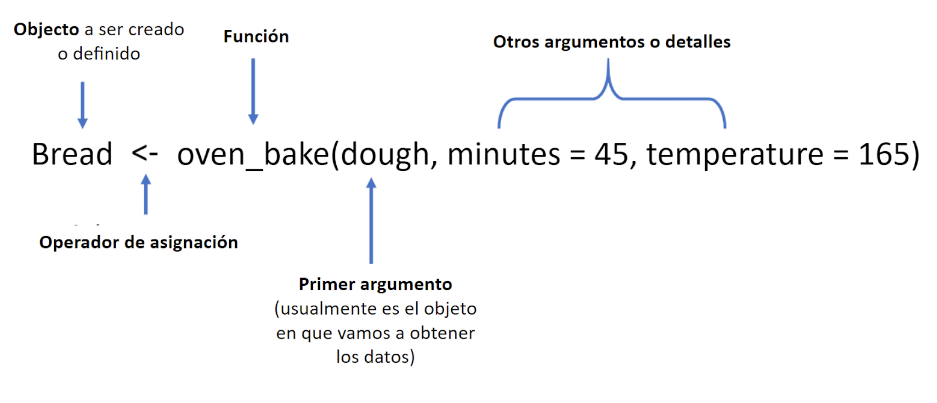 Objecto a ser creado
o definido
Función
Otros argumentos o detalles
Bread <- oven_bake(dough, minutes = 45, temperature = 165)
Operador de asignación
Primer argumento
(usualmente es el objeto
en que vamos a obtener
los datos)